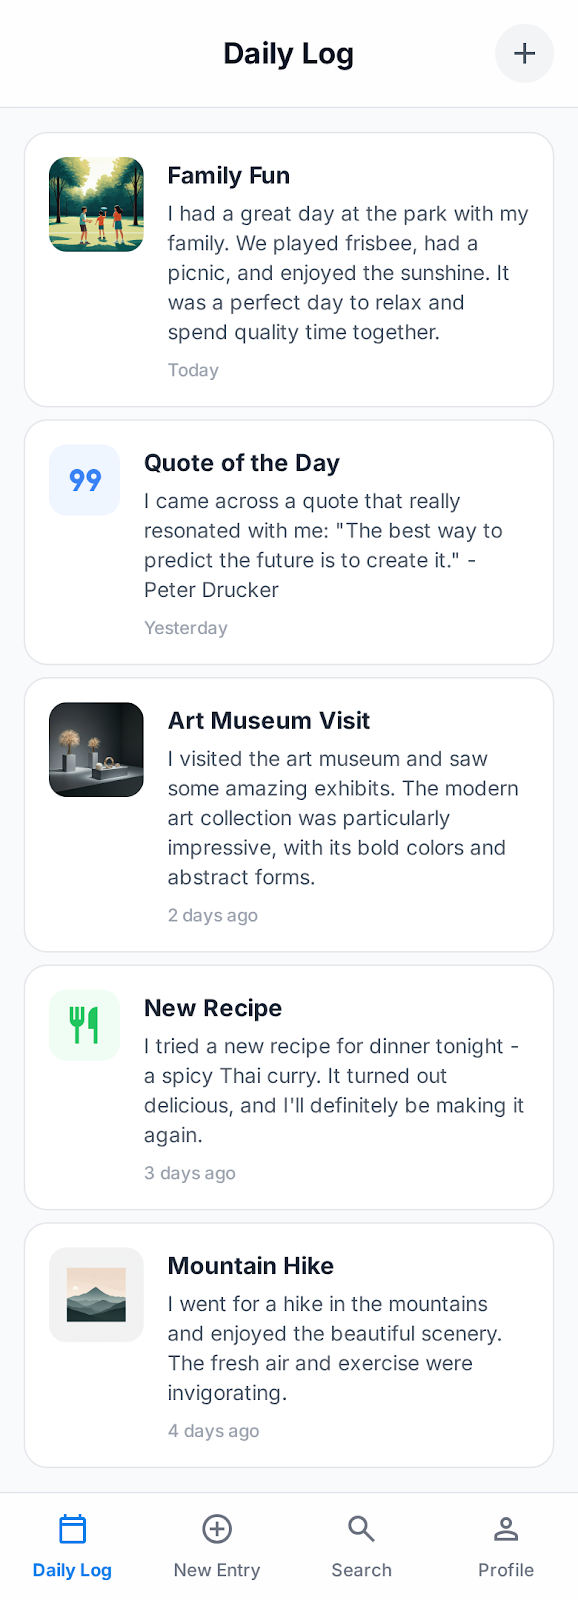 Daily Log
Family Fun
I had a great day at the park with my
family. We played frisbee, had a
picnic, and enjoyed the sunshine. It
was a perfect day to relax and
spend quality time together.
Today
Quote of the Day
I came across a quote that really
resonated with me: "The best way to
predict the future is to create it." -
Peter Drucker
Yesterday
Art Museum Visit
I visited the art museum and saw
some amazing exhibits. The modern
art collection was particularly
impressive, with its bold colors and
abstract forms.
2 days ago
New Recipe
I tried a new recipe for dinner tonight -
a spicy Thai curry. It turned out
delicious, and I'll definitely be making it
again.
3 days ago
Mountain Hike
I went for a hike in the mountains
and enjoyed the beautiful scenery.
The fresh air and exercise were
invigorating.
4 days ago
Daily Log
New Entry
Search
Profile